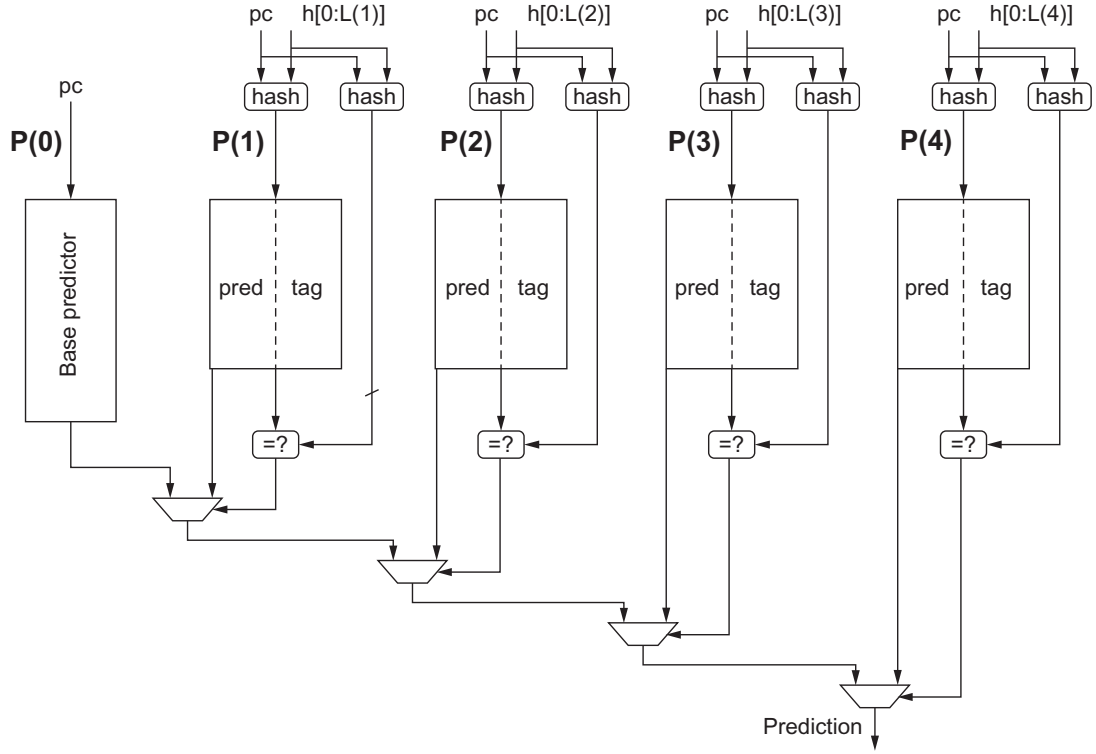 pc h[0:L(1)] pc h[0:L(2)] pc h[0:L(3)] pc h[0:L(4)]
pc hash hash hash hash hash hash hash hash
P(0) P(1) P(2) P(3) P(4)
Base predictor
pred tag pred tag pred tag pred tag
=? =? =? =?
Prediction